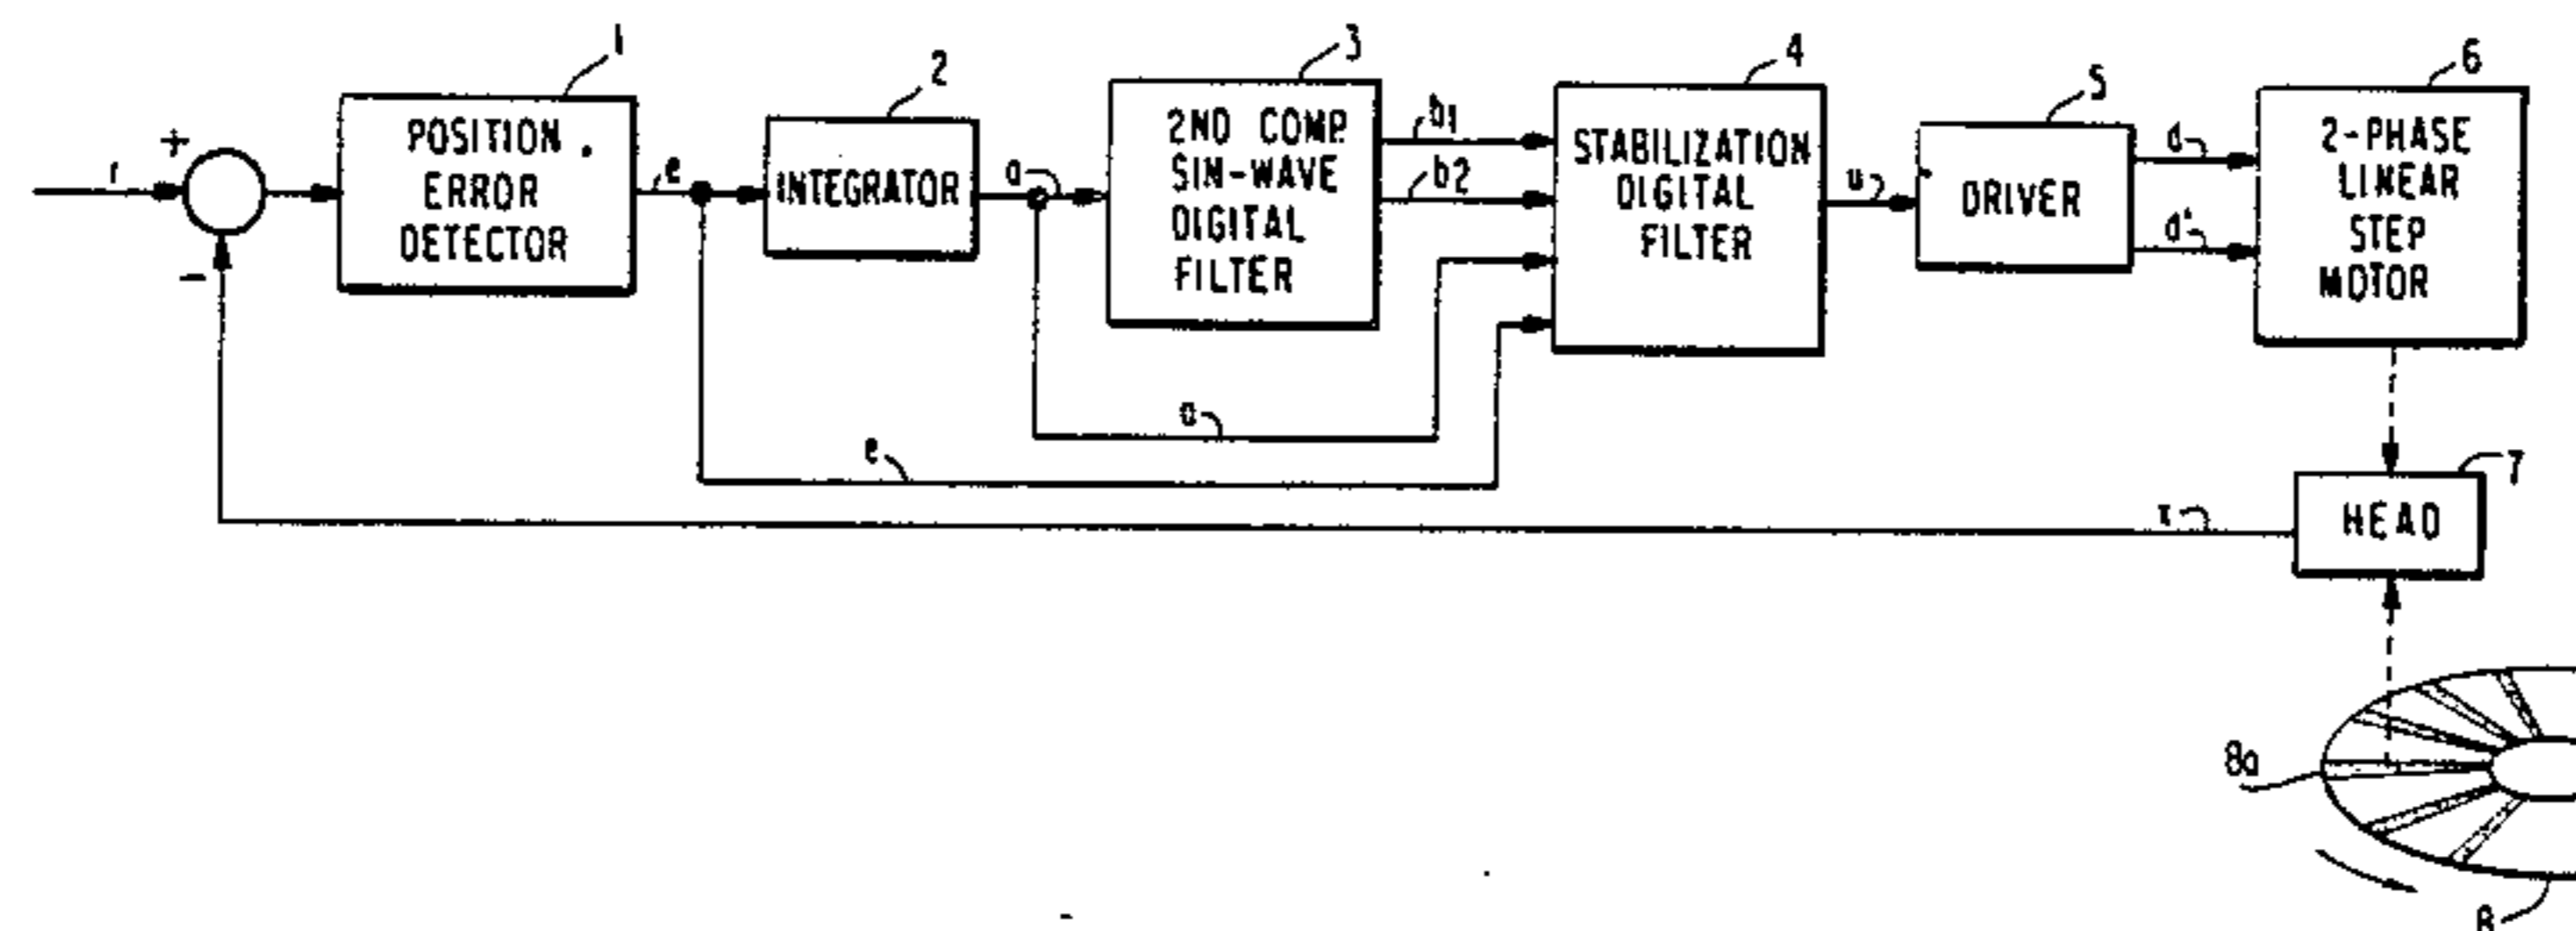 1
2
3
4
5
6
+
r
−
POSITION
ERROR
DETECTOR
e
INTEGRATOR
a
2ND COMP.
SIN-WAVE
DIGITAL
FILTER
b1
b2
STABILIZATION
DIGITAL
FILTER
u
DRIVER
d
d'
2-PHASE
LINEAR
STEP
MOTOR
a
e
7
HEAD
x
8a
8